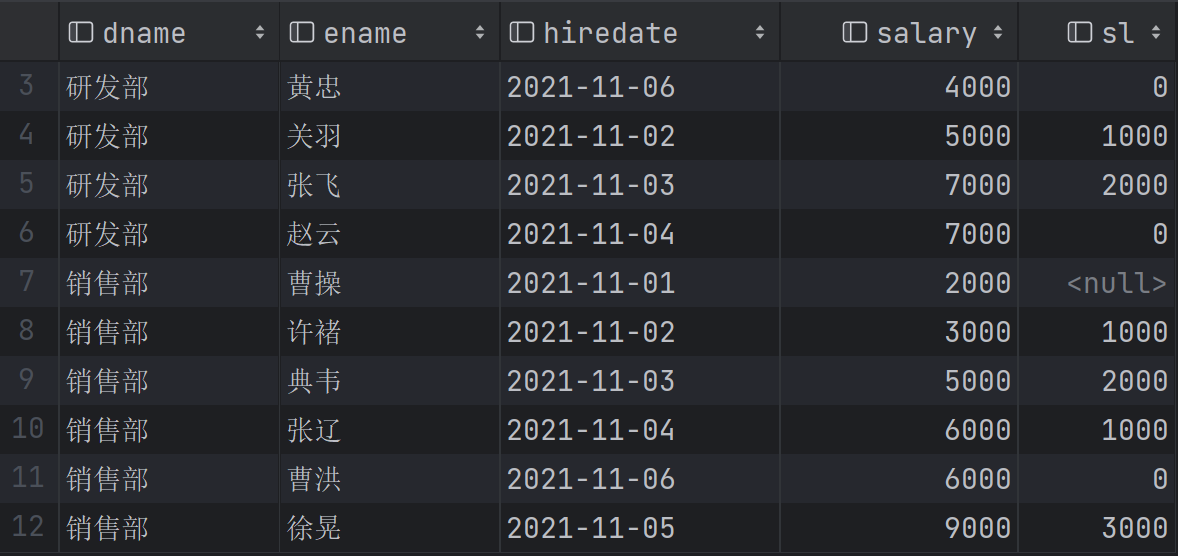 dname ename hiredate salary sl
3 研发部 黄忠 2021-11-06 4000 0
4 研发部 关羽 2021-11-02 5000 1000
5 研发部 张飞 2021-11-03 7000 2000
6 研发部 赵云 2021-11-04 7000 0
7 销售部 曹操 2021-11-01 2000 <null>
8 销售部 许褚 2021-11-02 3000 1000
9 销售部 典韦 2021-11-03 5000 2000
10 销售部 张辽 2021-11-04 6000 1000
11 销售部 曹洪 2021-11-06 6000 0
12 销售部 徐晃 2021-11-05 9000 3000